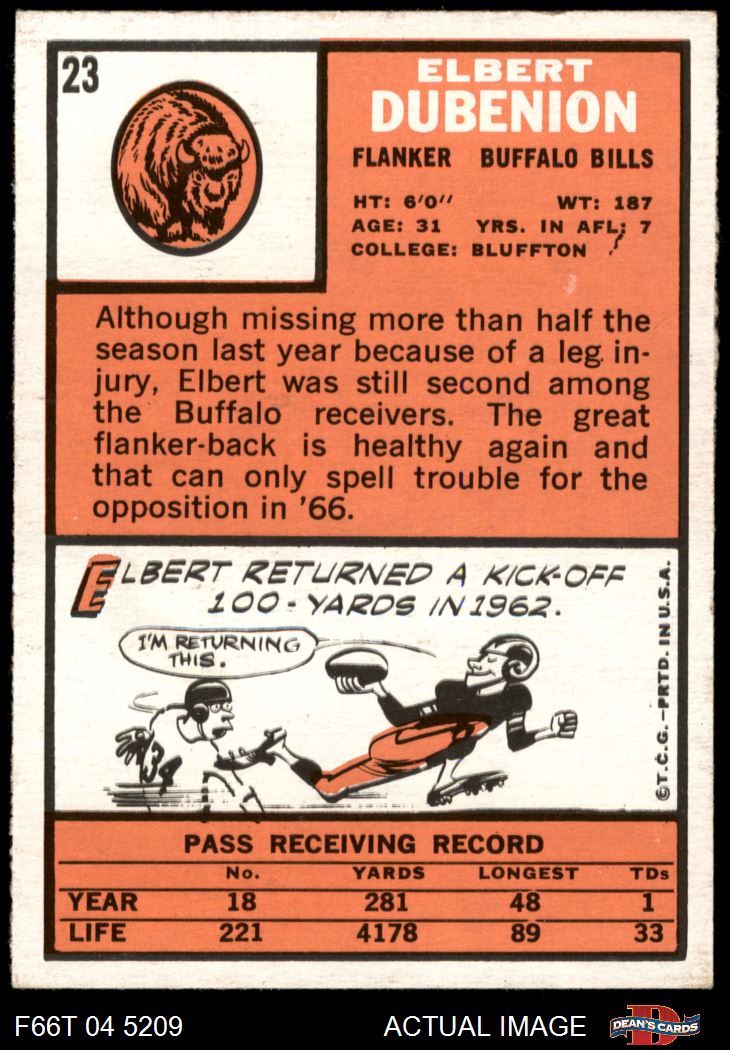 23
ELBERT
DUBENION
FLANKER BUFFALO BILLS
HT: 6'0'' WT: 187
AGE: 31 YRS. IN AFL: 7
COLLEGE: BLUFFTON
Although missing more than half the
season last year because of a leg in-
jury, Elbert was still second among
the Buffalo receivers. The great
flanker-back is healthy again and
that can only spell trouble for the
opposition in '66.
ELBERT RETURNED A KICK-OFF
100-YARDS IN 1962.
I'M RETURNING
THIS.
34
©T.C.G.—PRTD. IN U.S.A.
PASS RECEIVING RECORD
No. YARDS LONGEST TDs
YEAR 18 281 48 1
LIFE 221 4178 89 33
F66T 04 5209 ACTUAL IMAGE
D
DEAN'S CARDS